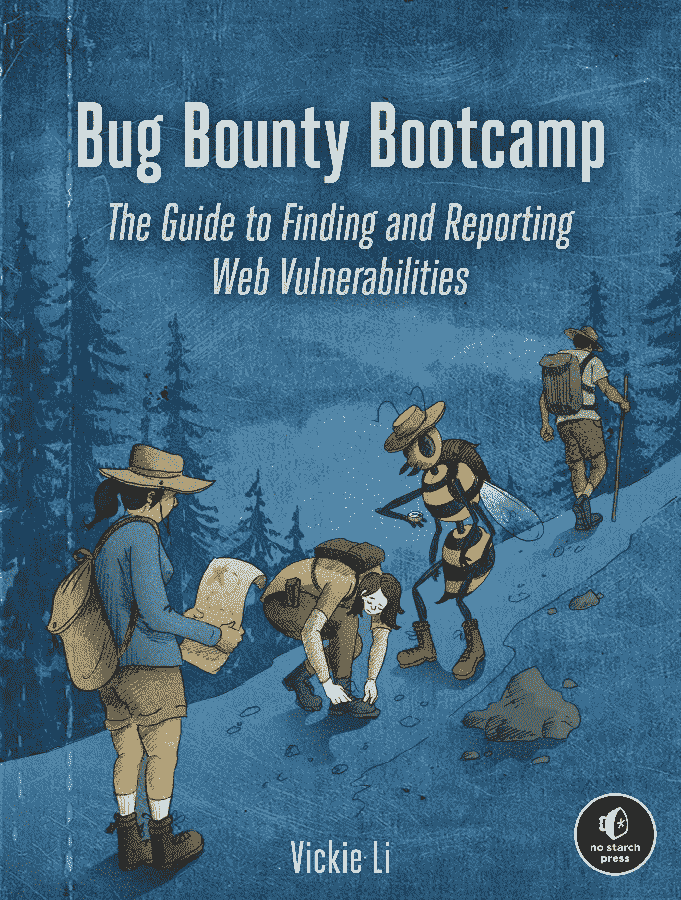 Bug Bounty Bootcamp
The Guide to Finding and Reporting
Web Vulnerabilities
Vickie Li
no starch
press